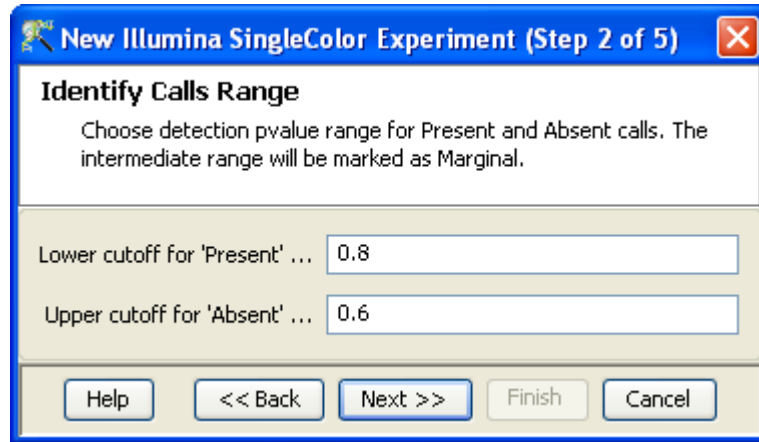 New Illumina SingleColor Experiment (Step 2 of 5)
Identify Calls Range
Choose detection pvalue range for Present and Absent calls. The
intermediate range will be marked as Marginal.
Lower cutoff for 'Present' ... 0.8
Upper cutoff for 'Absent' ... 0.6
Help << Back Next >> Finish Cancel